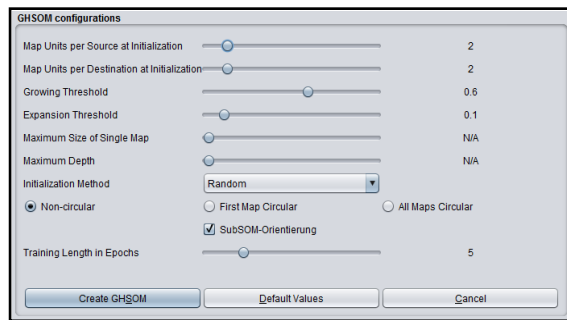 GHSOM configurations
Map Units per Source at Initialization 2
Map Units per Destination at Initialization 2
Growing Threshold 0.6
Expansion Threshold 0.1
Maximum Size of Single Map N/A
Maximum Depth N/A
Initialization Method Random
Non-circular First Map Circular All Maps Circular
SubSOM-Orientierung
Training Length in Epochs 5
Create GHSOM Default Values Cancel